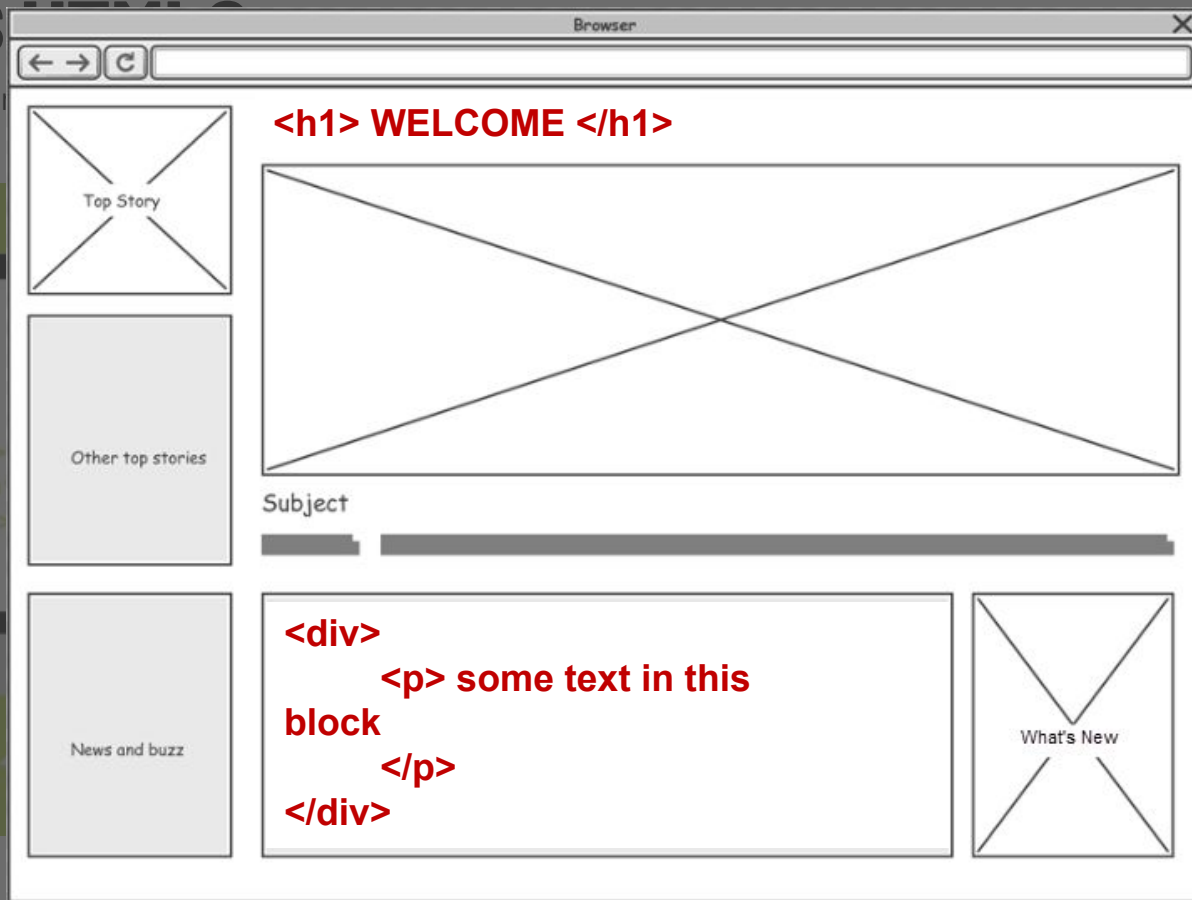 Browser
<h1> WELCOME </h1>
Top Story
Other top stories
Subject
<div>
<p> some text in this
block
</p>
</div>
News and buzz
What's New